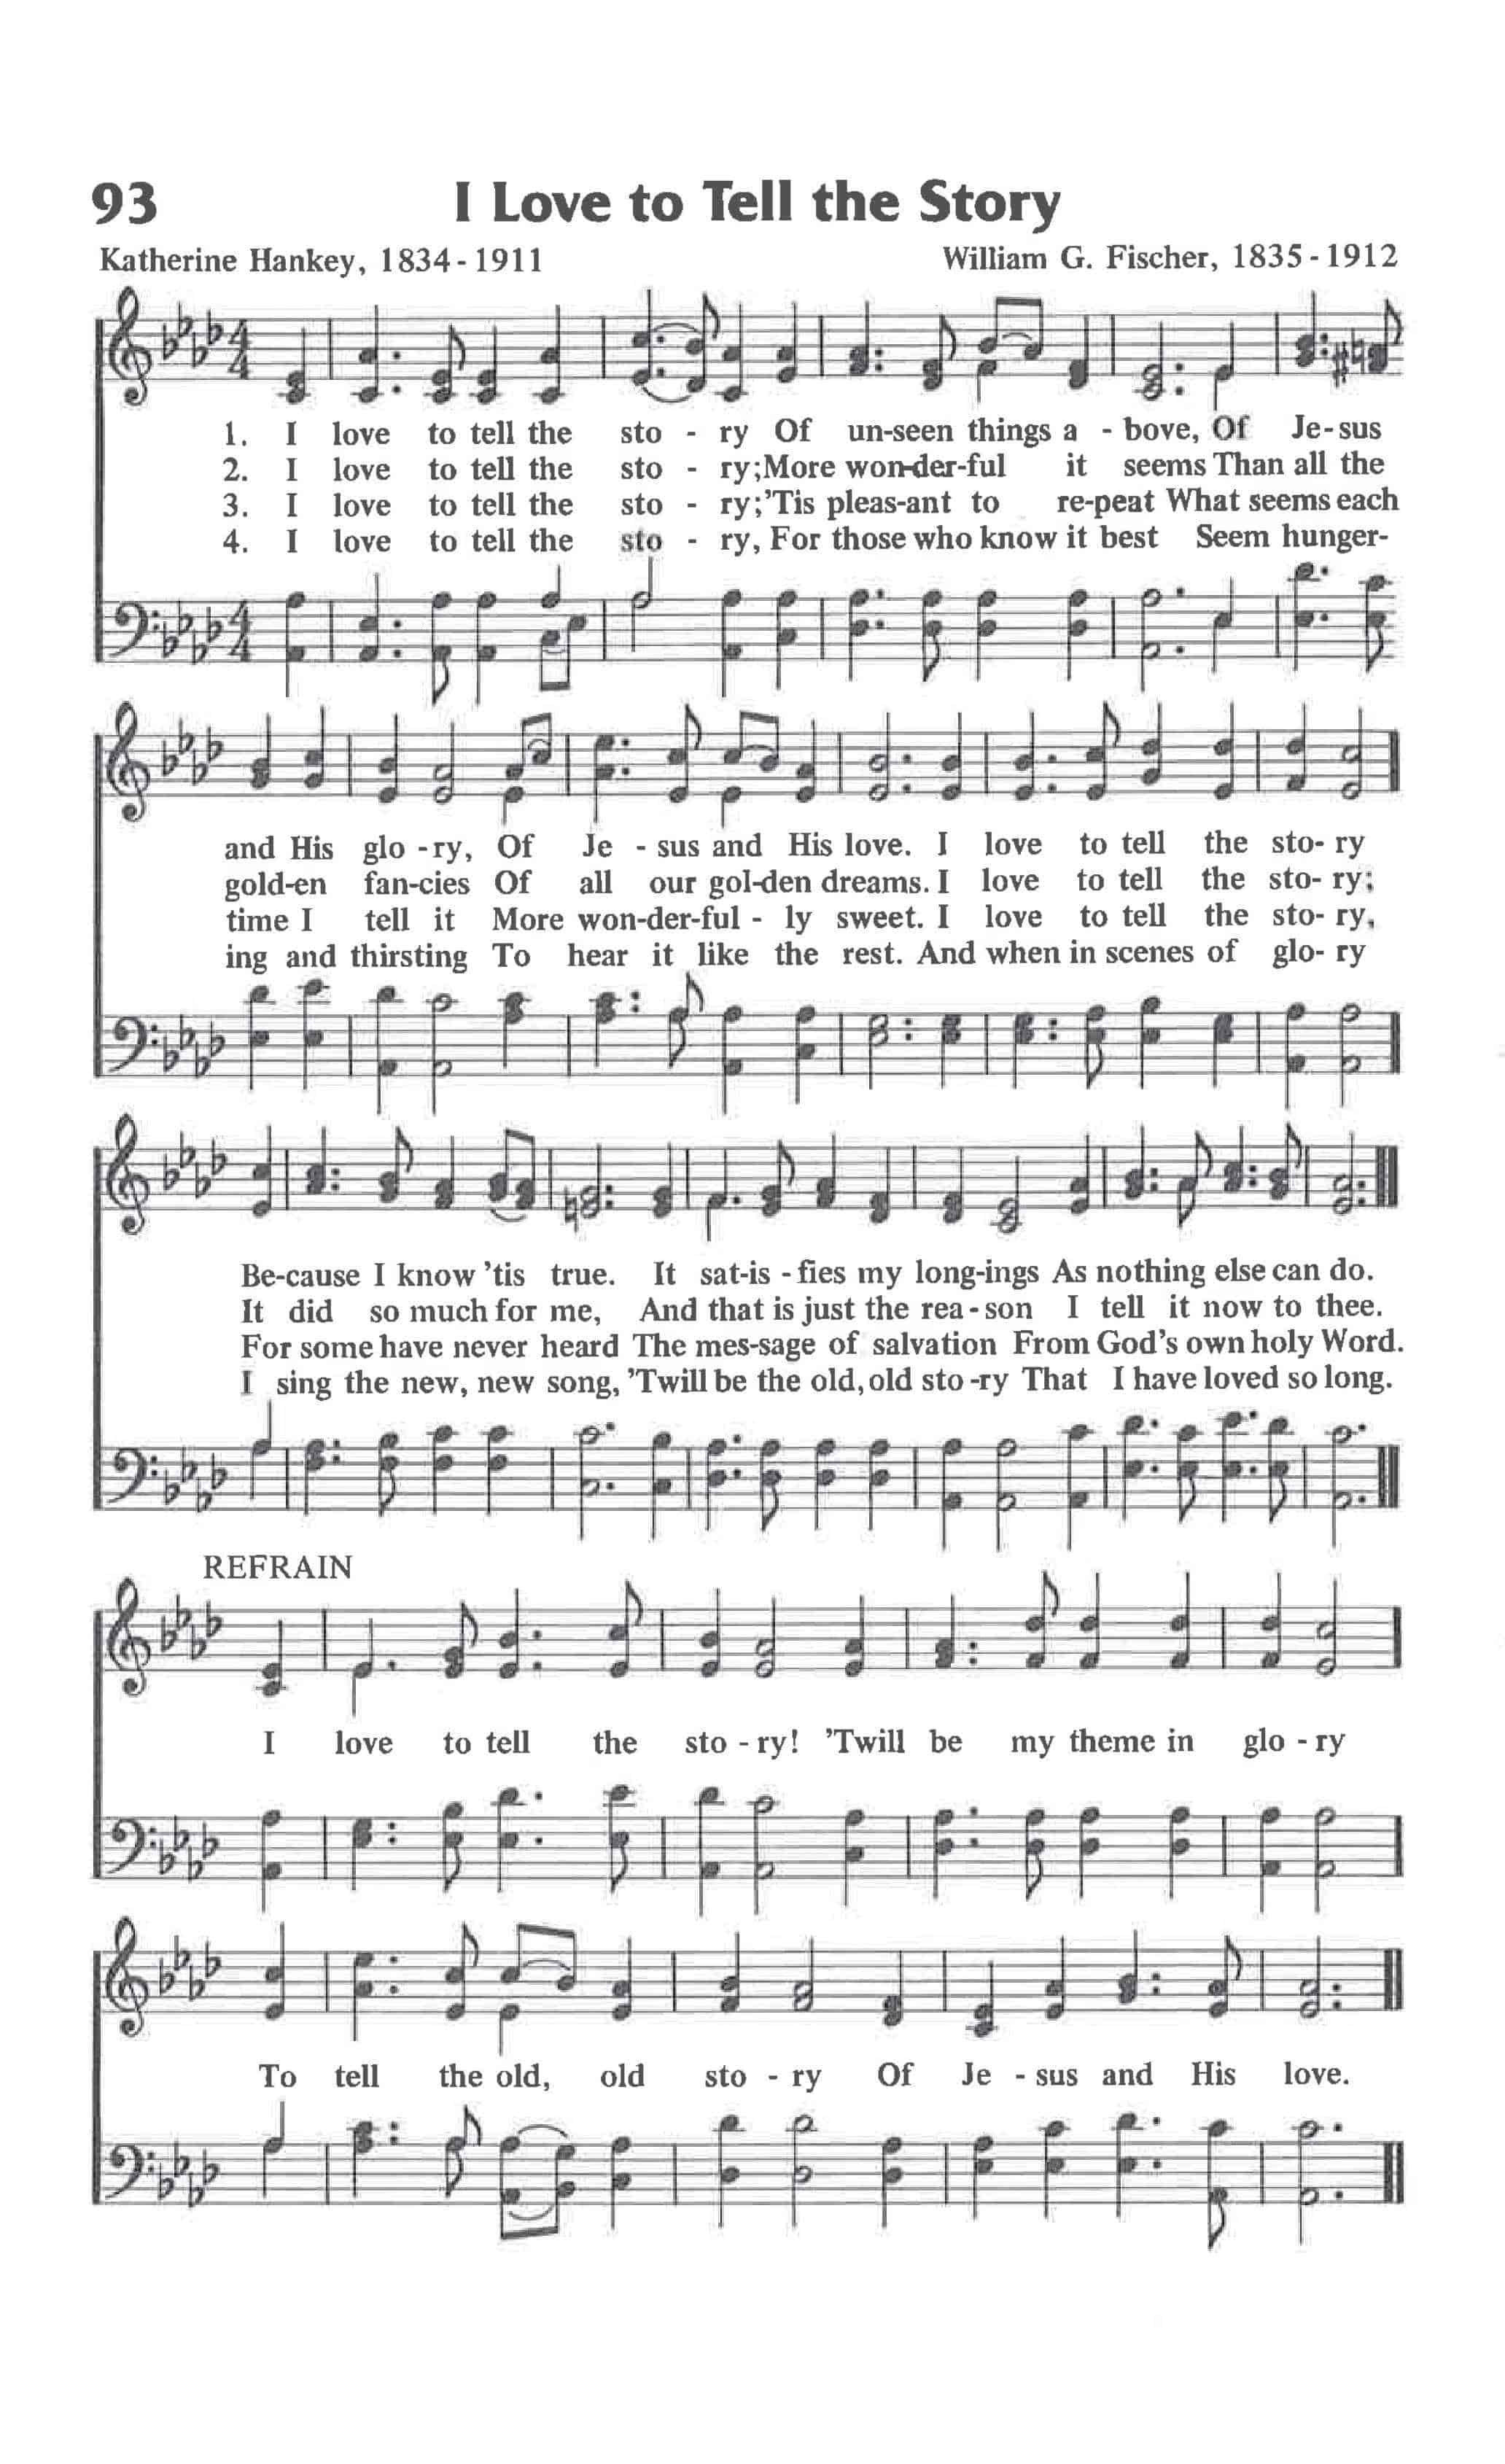 93 I Love to Tell the Story
Katherine Hankey, 1834-1911 William G. Fischer, 1835-1912
1. I love to tell the sto - ry Of un-seen things a - bove, Of Je-sus
2. I love to tell the sto - ry; More won-der-ful it seems Than all the
3. I love to tell the sto - ry; 'Tis pleas-ant to re-peat What seems each
4. I love to tell the sto - ry, For those who know it best Seem hunger-
and His glo - ry, Of Je - sus and His love. I love to tell the sto- ry
gold-en fan-cies Of all our gol-den dreams. I love to tell the sto- ry;
time I tell it More won-der-ful - ly sweet. I love to tell the sto- ry,
ing and thirsting To hear it like the rest. And when in scenes of glo- ry
Be-cause I know 'tis true. It sat-is - fies my long-ings As nothing else can do.
It did so much for me, And that is just the rea - son I tell it now to thee.
For some have never heard The mes-sage of salvation From God's own holy Word.
I sing the new, new song, 'Twill be the old, old sto - ry That I have loved so long.
REFRAIN
I love to tell the sto - ry! 'Twill be my theme in glo - ry
To tell the old, old sto - ry Of Je - sus and His love.